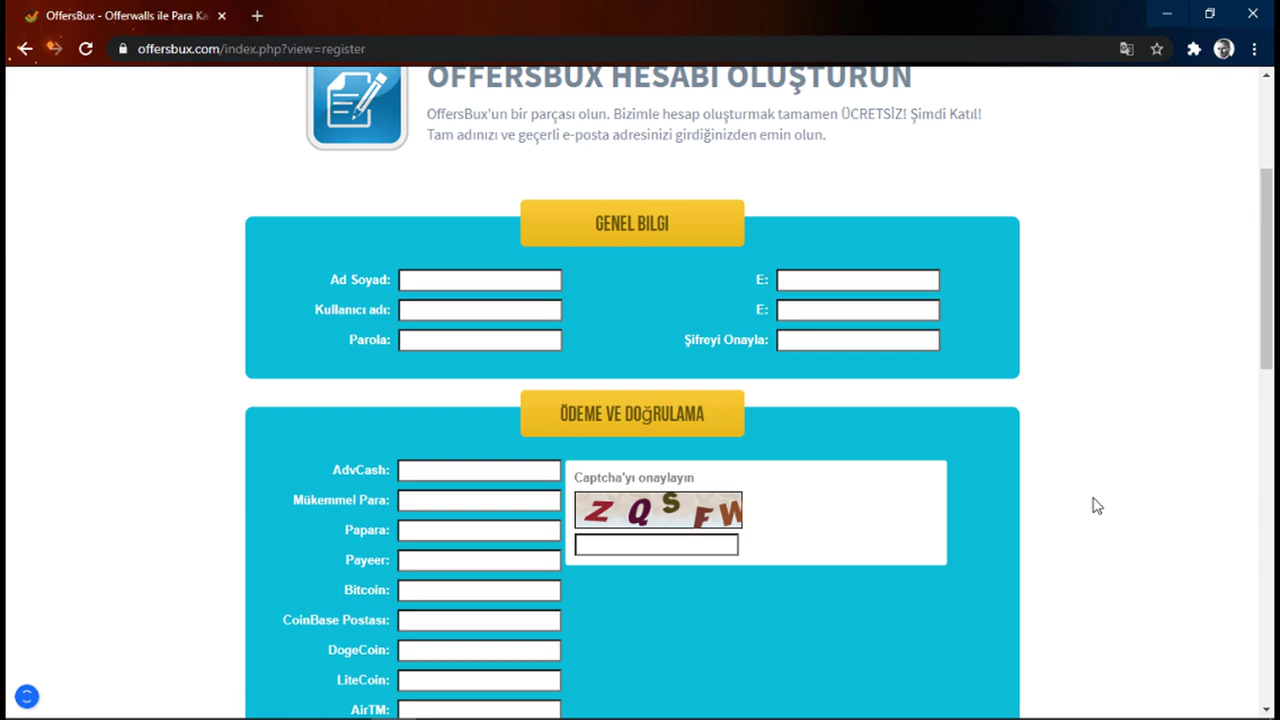 OffersBux - Offerwalls ile Para Ka
offersbux.com/index.php?view=register
OFFERSBUX HESABI OLUŞTURUN
OffersBux'un bir parçası olun. Bizimle hesap oluşturmak tamamen ÜCRETSİZ! Şimdi Katıl!
Tam adınızı ve geçerli e-posta adresinizi girdiğinizden emin olun.
GENEL BILGI
Ad Soyad:
E:
Kullanıcı adı:
E:
Parola:
Şifreyi Onayla:
ÖDEME VE DOğRULAMA
AdvCash:
Mükemmel Para:
Papara:
Payeer:
Bitcoin:
CoinBase Postası:
DogeCoin:
LiteCoin:
AirTM:
Captcha'yı onaylayın
Z Q S F W